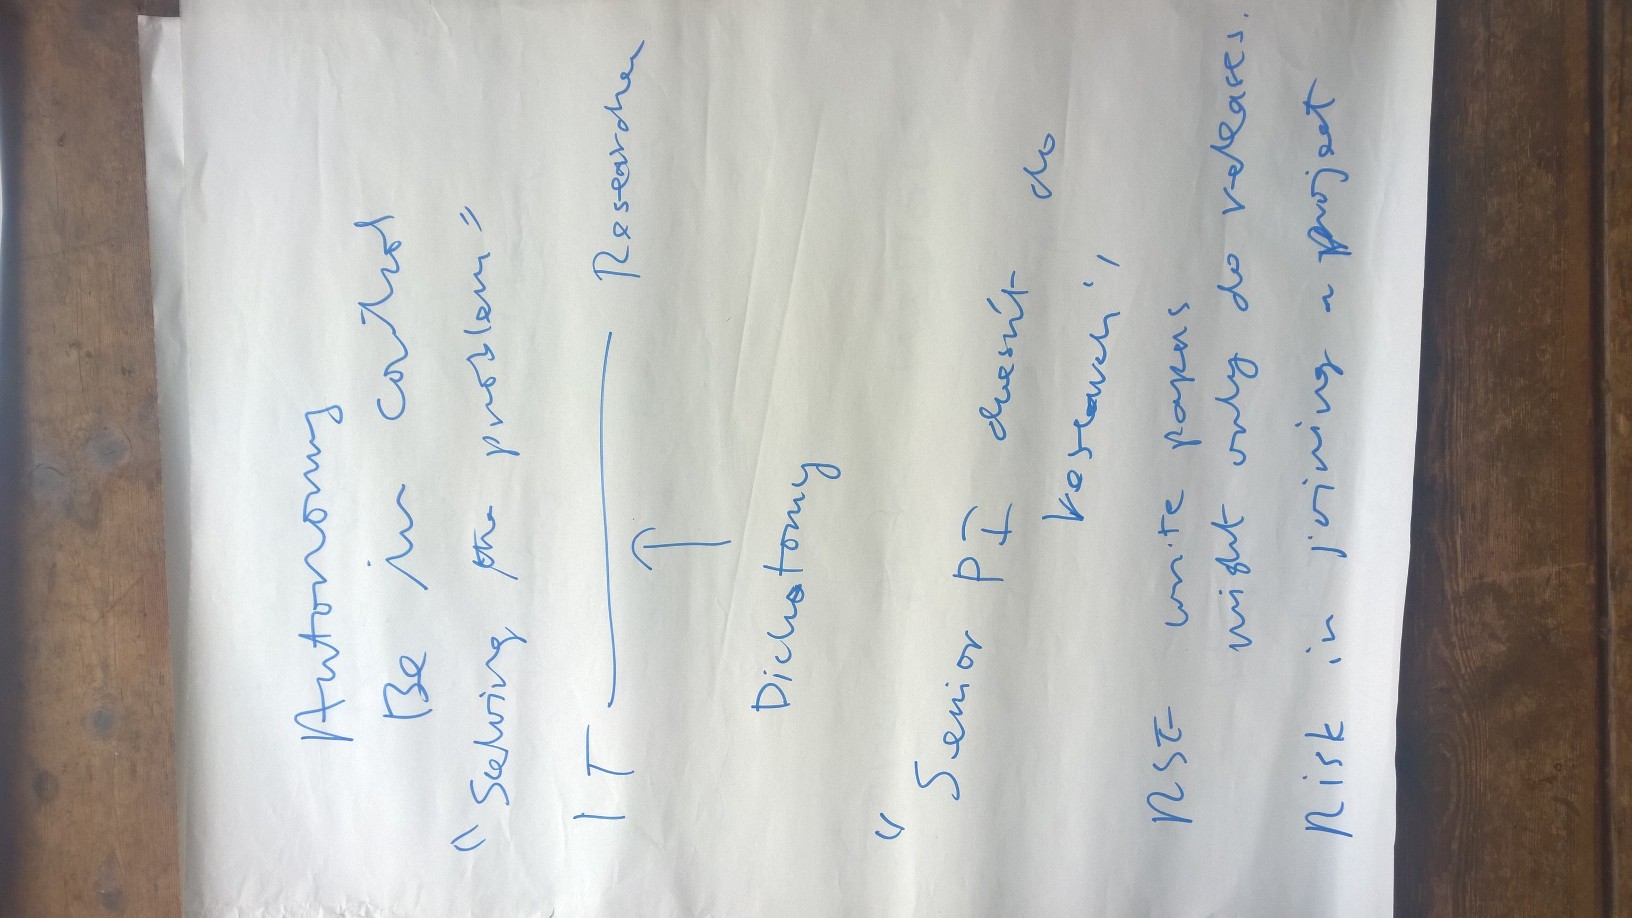 Autonomy
Be in control
"Solving the problem"
IT — Researcher
↑
Dichotomy
"Senior PI doesn't do
research",
RSE write papers
might only do releases.
Risk in joining a project